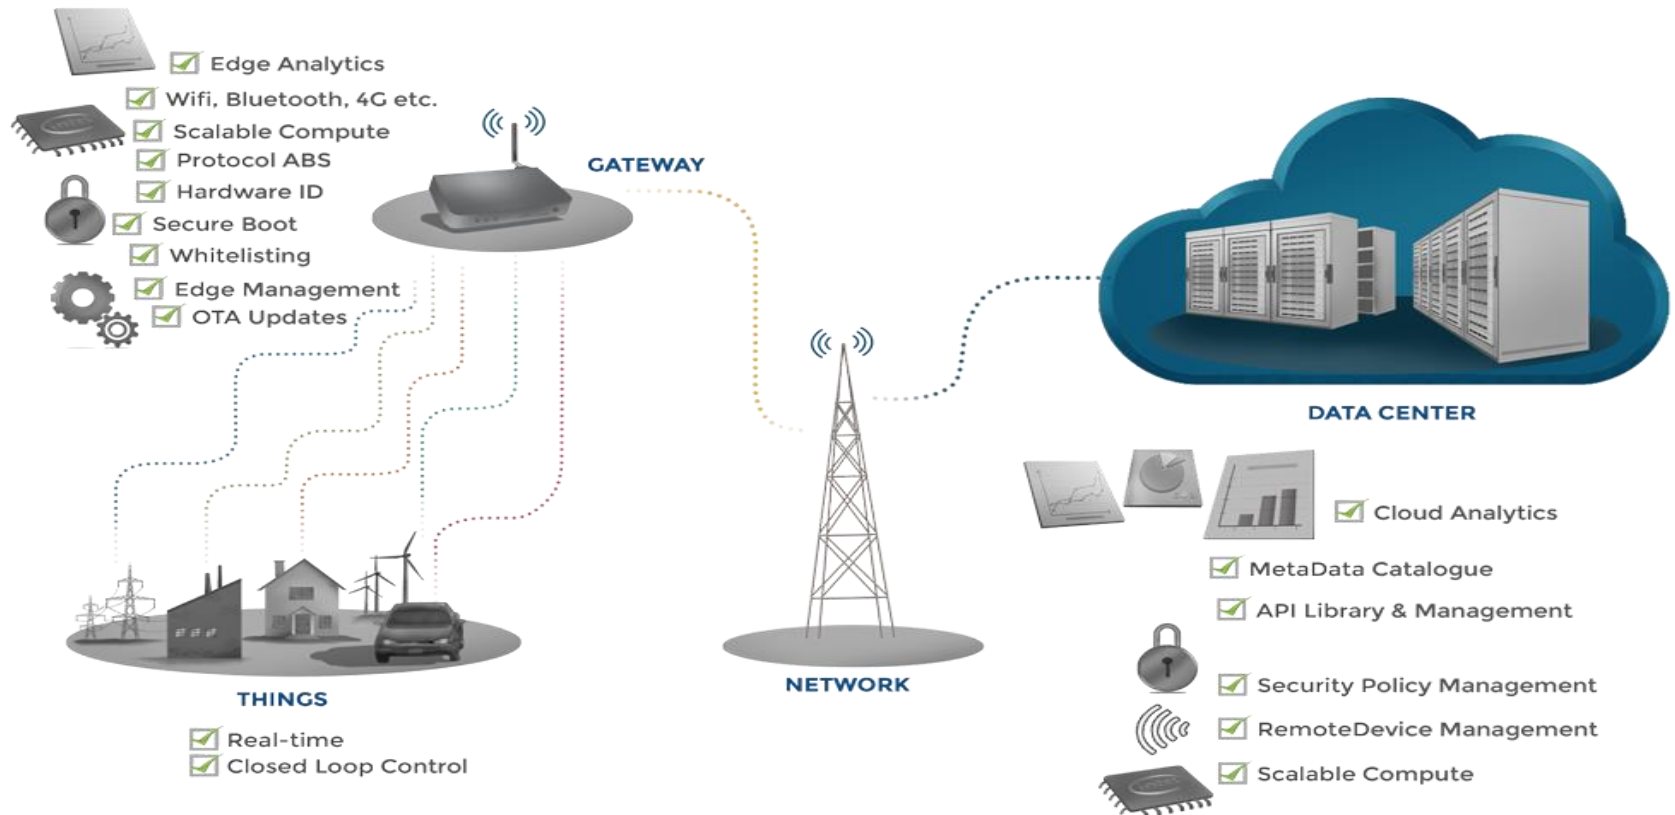 Edge Analytics
Wifi, Bluetooth, 4G etc.
Scalable Compute
Protocol ABS
Hardware ID
Secure Boot
Whitelisting
Edge Management
OTA Updates
GATEWAY
THINGS
Real-time
Closed Loop Control
NETWORK
DATA CENTER
Cloud Analytics
MetaData Catalogue
API Library & Management
Security Policy Management
RemoteDevice Management
Scalable Compute